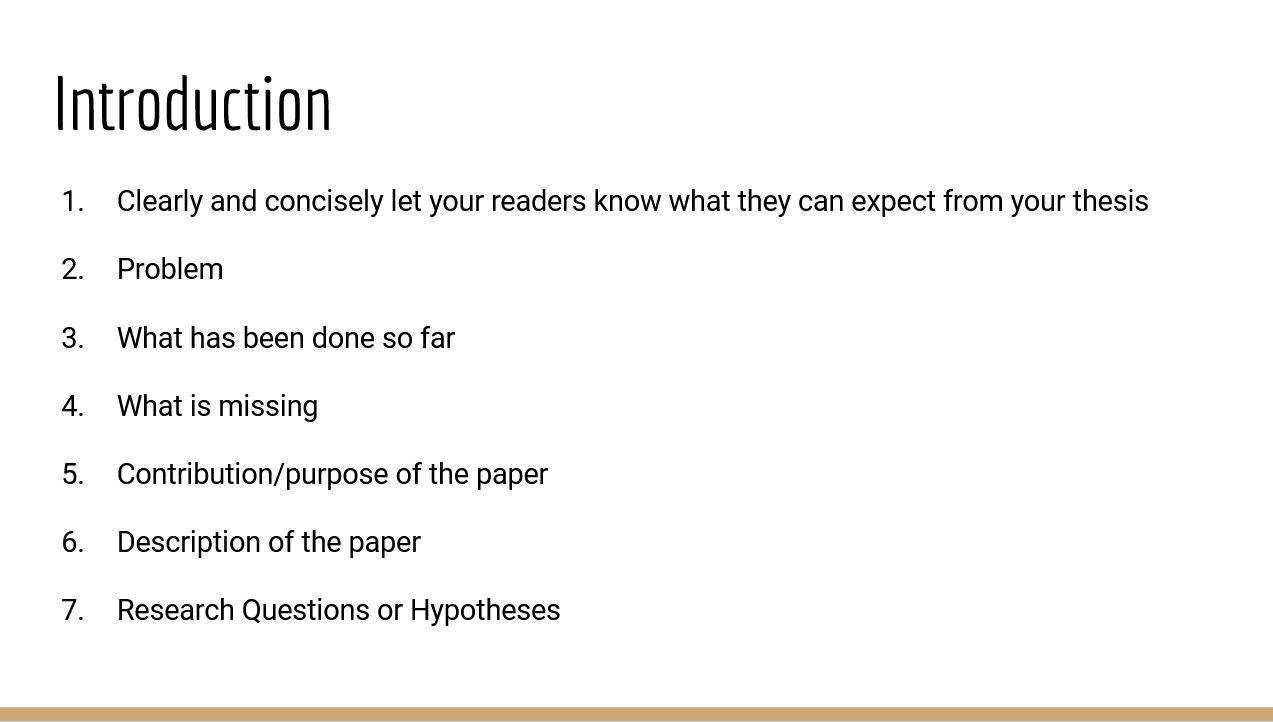 Introduction
1. Clearly and concisely let your readers know what they can expect from your thesis
2. Problem
3. What has been done so far
4. What is missing
5. Contribution/purpose of the paper
6. Description of the paper
7. Research Questions or Hypotheses